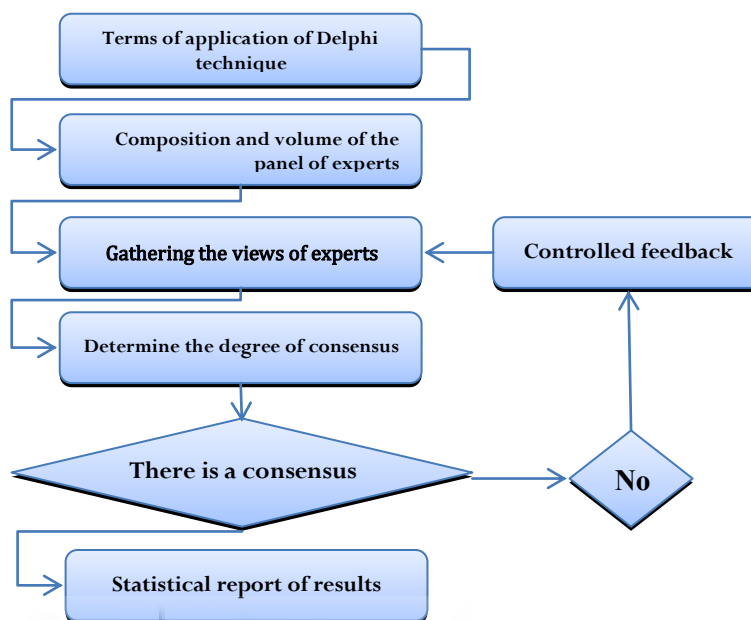 Terms of application of Delphi
technique
Composition and volume of the
panel of experts
Gathering the views of experts
Controlled feedback
Determine the degree of consensus
There is a consensus
No
Statistical report of results